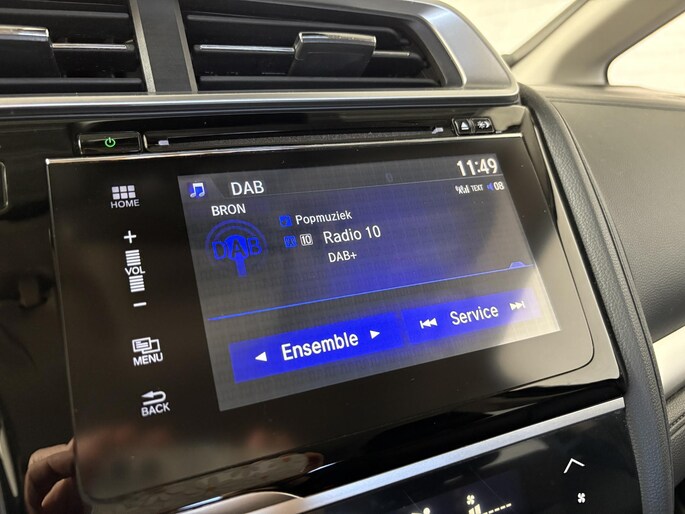 DAB
11:49
TEXT
08
HOME
BRON
Popmuziek
10 Radio 10
DAB
DAB+
VOL
Ensemble
Service
MENU
BACK